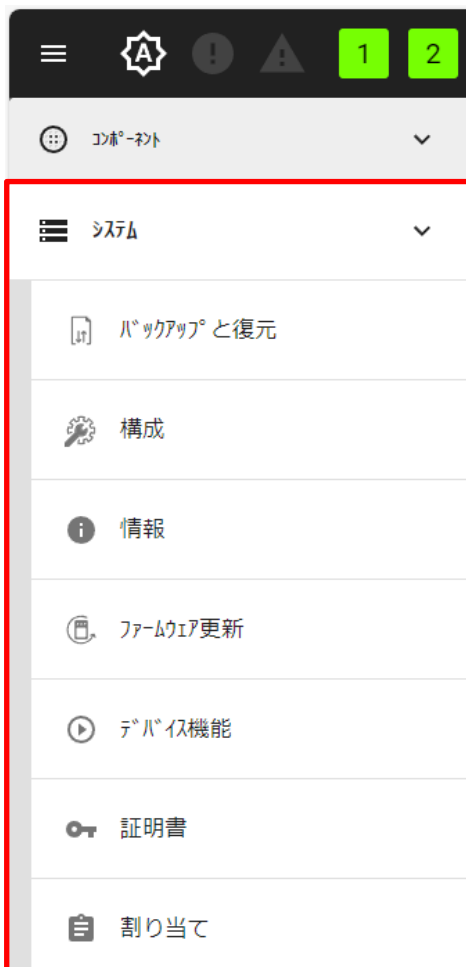 A 1 2
ｺﾝﾎﾟｰﾈﾝﾄ
ｼｽﾃﾑ
ﾊﾞｯｸｱｯﾌﾟと復元
構成
情報
ﾌｧｰﾑｳｪｱ更新
ﾃﾞﾊﾞｲｽ機能
証明書
割り当て